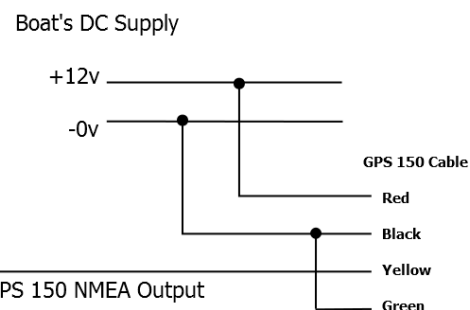 Boat's DC Supply
+12v
-0v
GPS 150 Cable
Red
Black
Yellow
PS 150 NMEA Output
Green